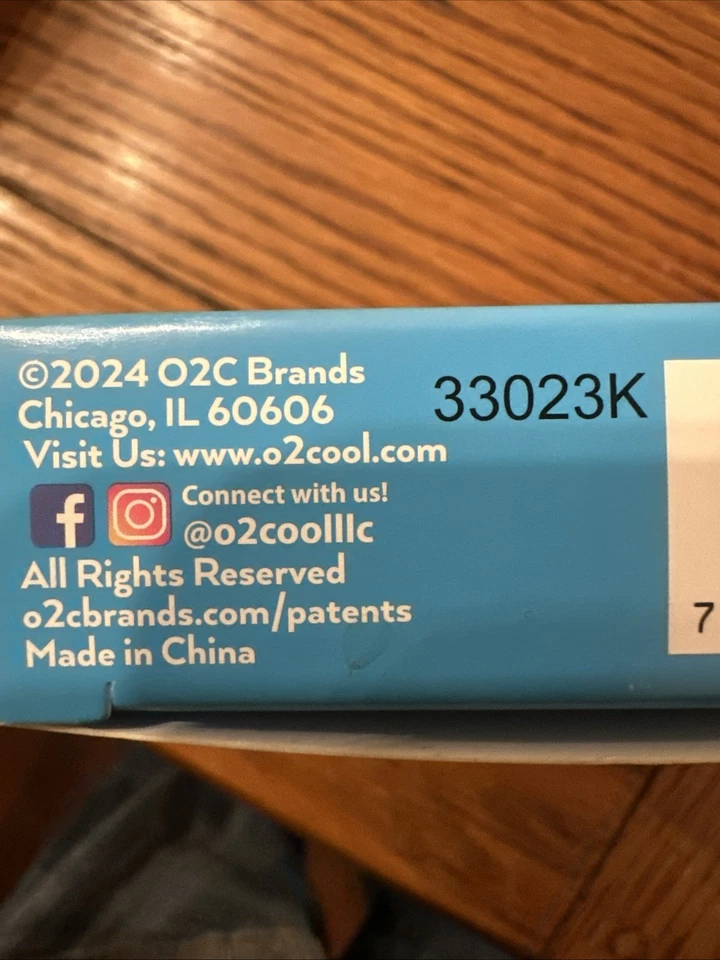 ©2024 O2C Brands
Chicago, IL 60606
33023K
Visit Us: www.o2cool.com
f
Connect with us!
@o2coolllc
All Rights Reserved
o2cbrands.com/patents
7
Made in China